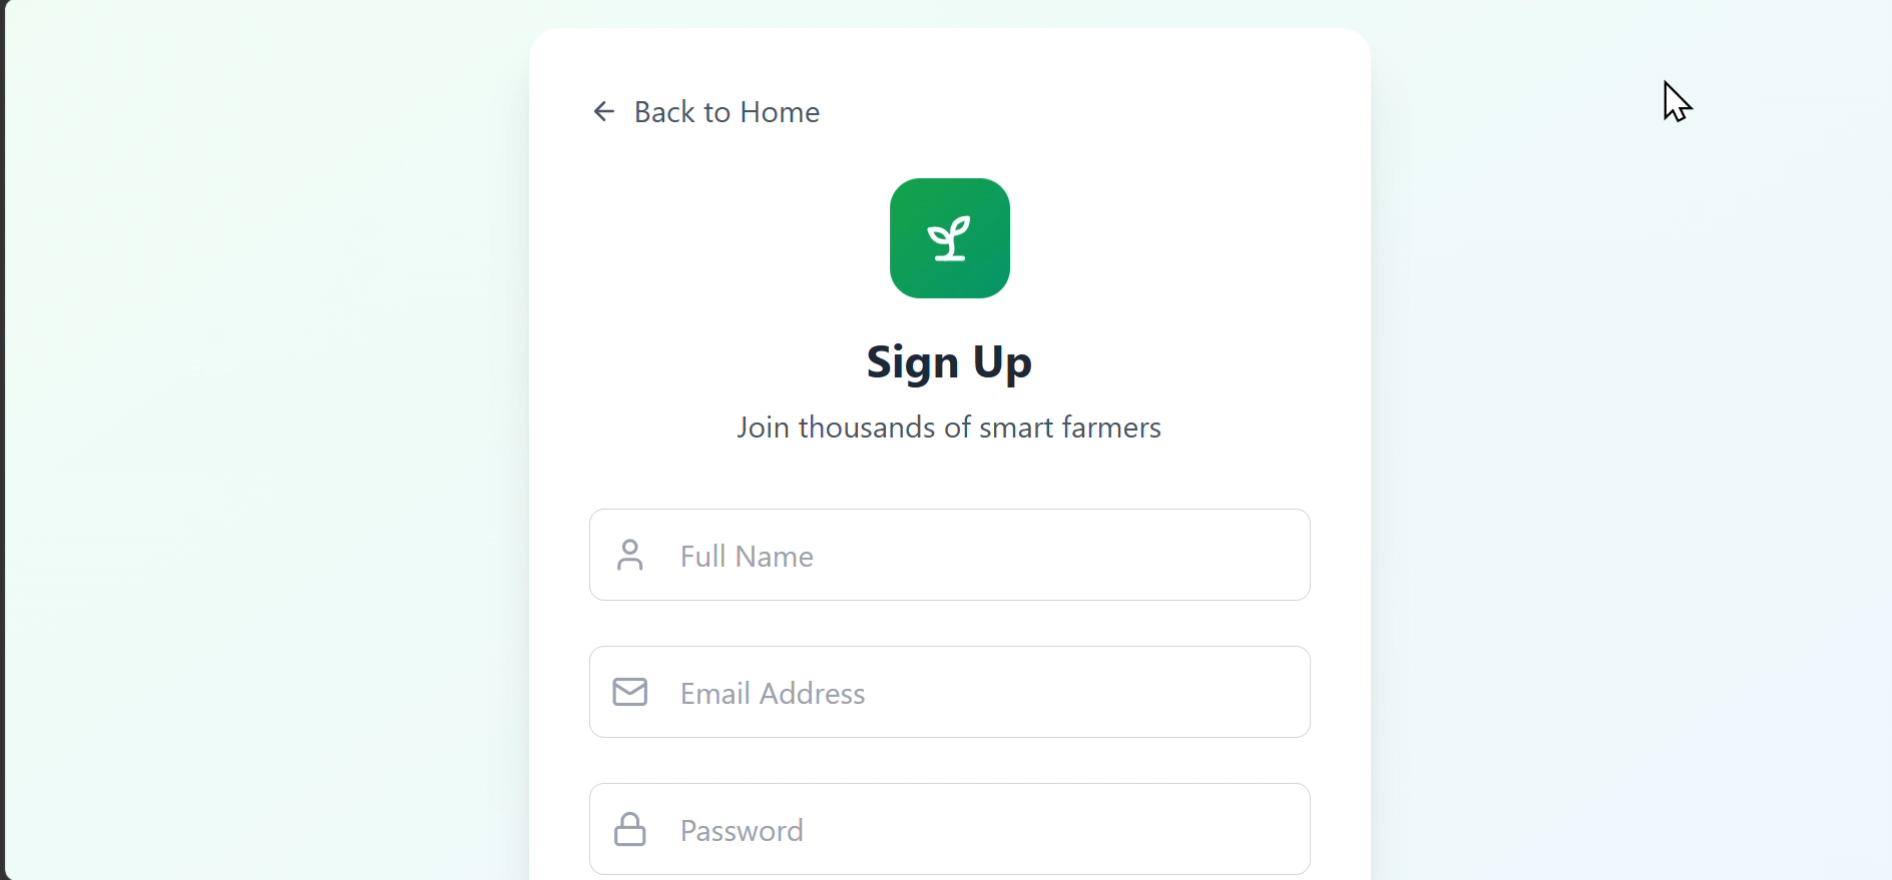 Back to Home
Sign Up
Join thousands of smart farmers
Full Name
Email Address
Password